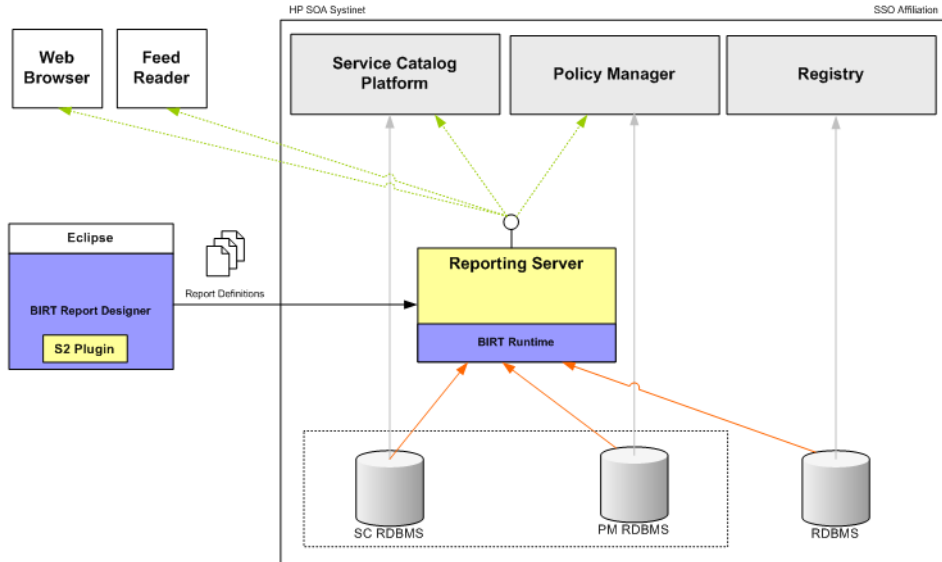 HP SOA Systinet
SSO Affiliation
Web
Browser
Feed
Reader
Service Catalog
Platform
Policy Manager
Registry
Eclipse
BIRT Report Designer
S2 Plugin
Report Definitions
Reporting Server
BIRT Runtime
SC RDBMS
PM RDBMS
RDBMS